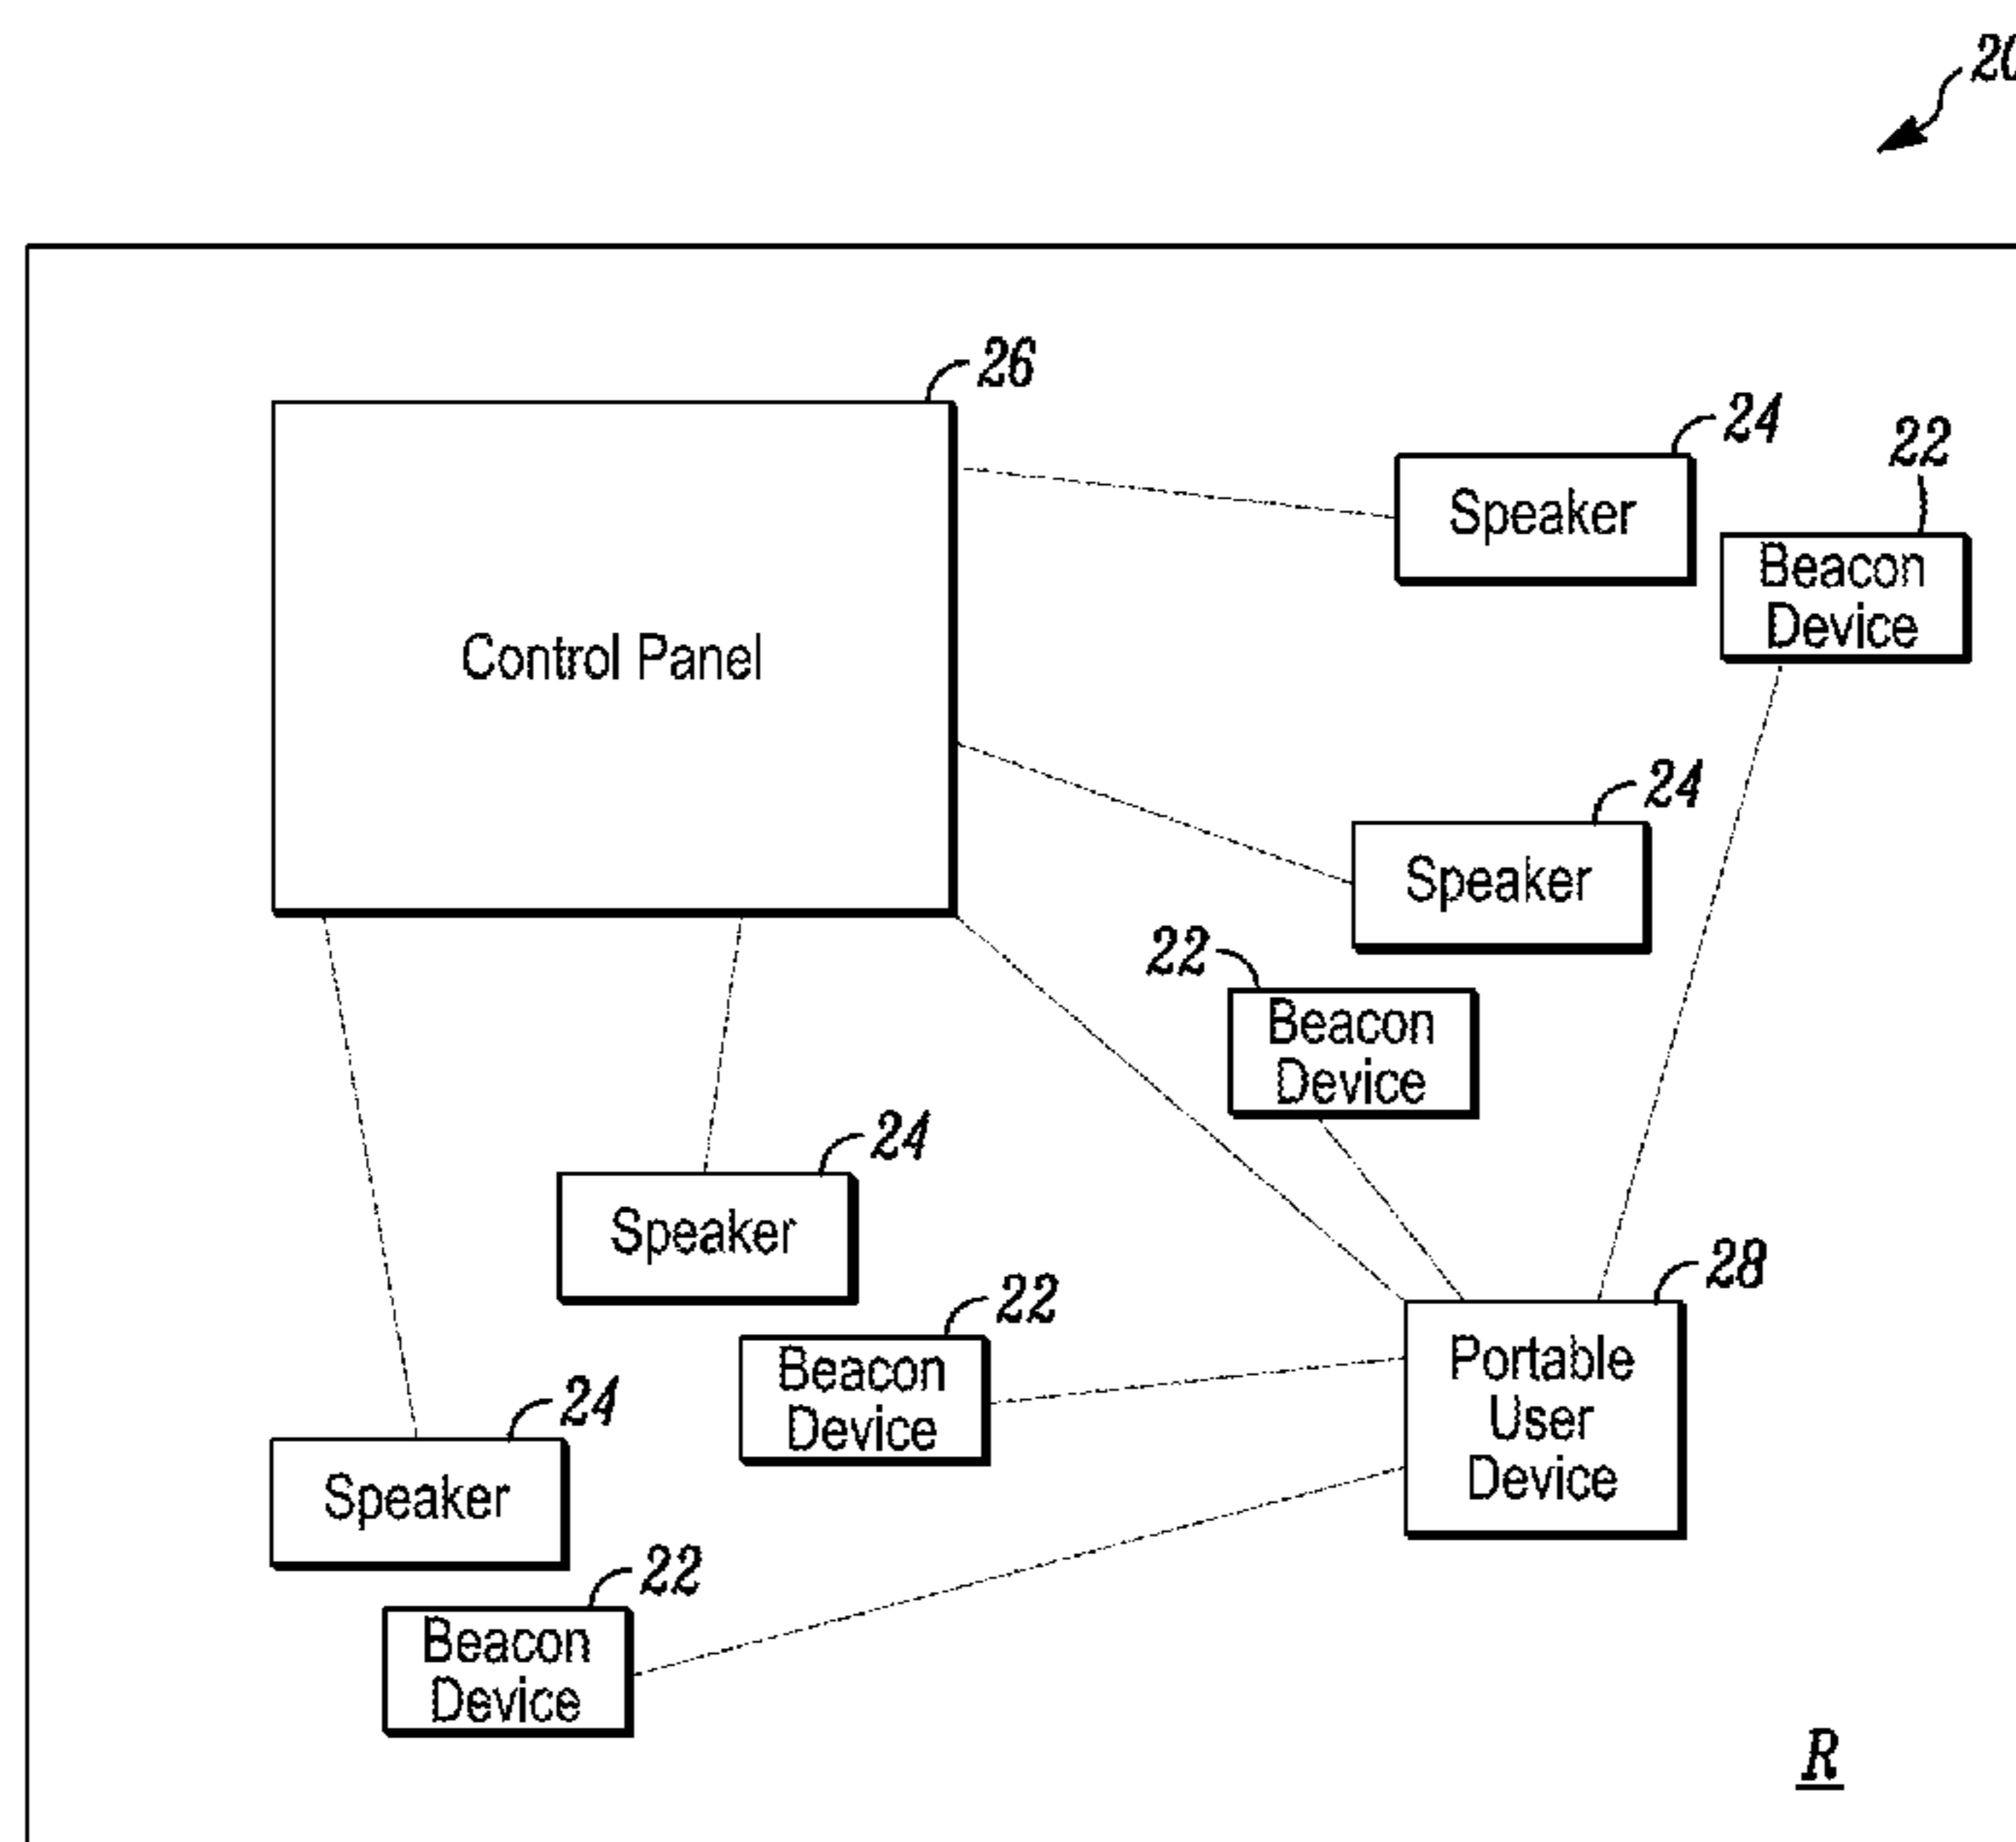 20
26
24
22
Speaker
Beacon
Device
Control Panel
24
Speaker
22
Beacon
Device
24
Speaker
28
Portable
User
Device
22
Beacon
Device
24
Speaker
22
Beacon
Device
R